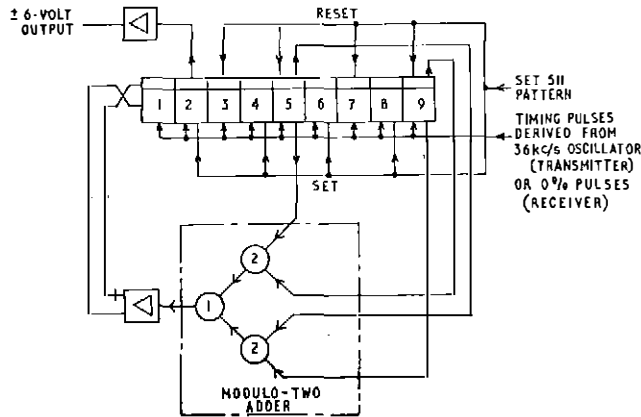 ± 6-VOLT
OUTPUT
RESET
1 2 3 4 5 6 7 8 9
SET 511
PATTERN
TIMING PULSES
DERIVED FROM
36kc/s OSCILLATOR
(TRANSMITTER)
OR 0% PULSES
(RECEIVER)
SET
2
1
2
+
MODULO-TWO
ADDER